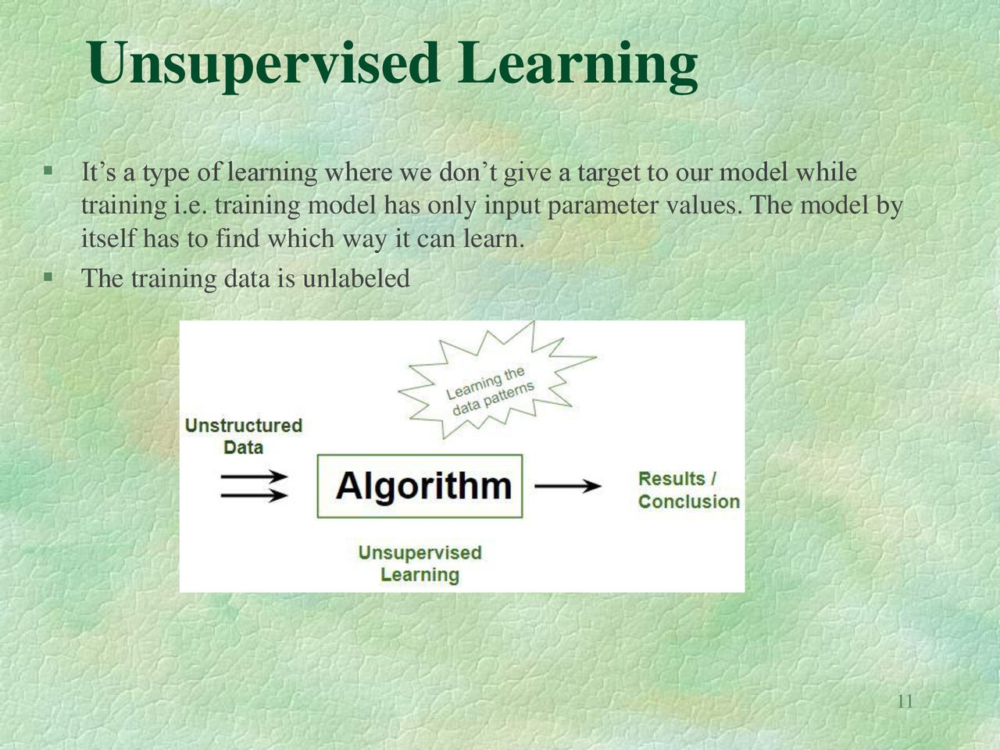 Unsupervised Learning
▪ It’s a type of learning where we don’t give a target to our model while
training i.e. training model has only input parameter values. The model by
itself has to find which way it can learn.
▪ The training data is unlabeled
Learning the
data patterns
Unstructured
Data
Algorithm
Results /
Conclusion
Unsupervised
Learning
11